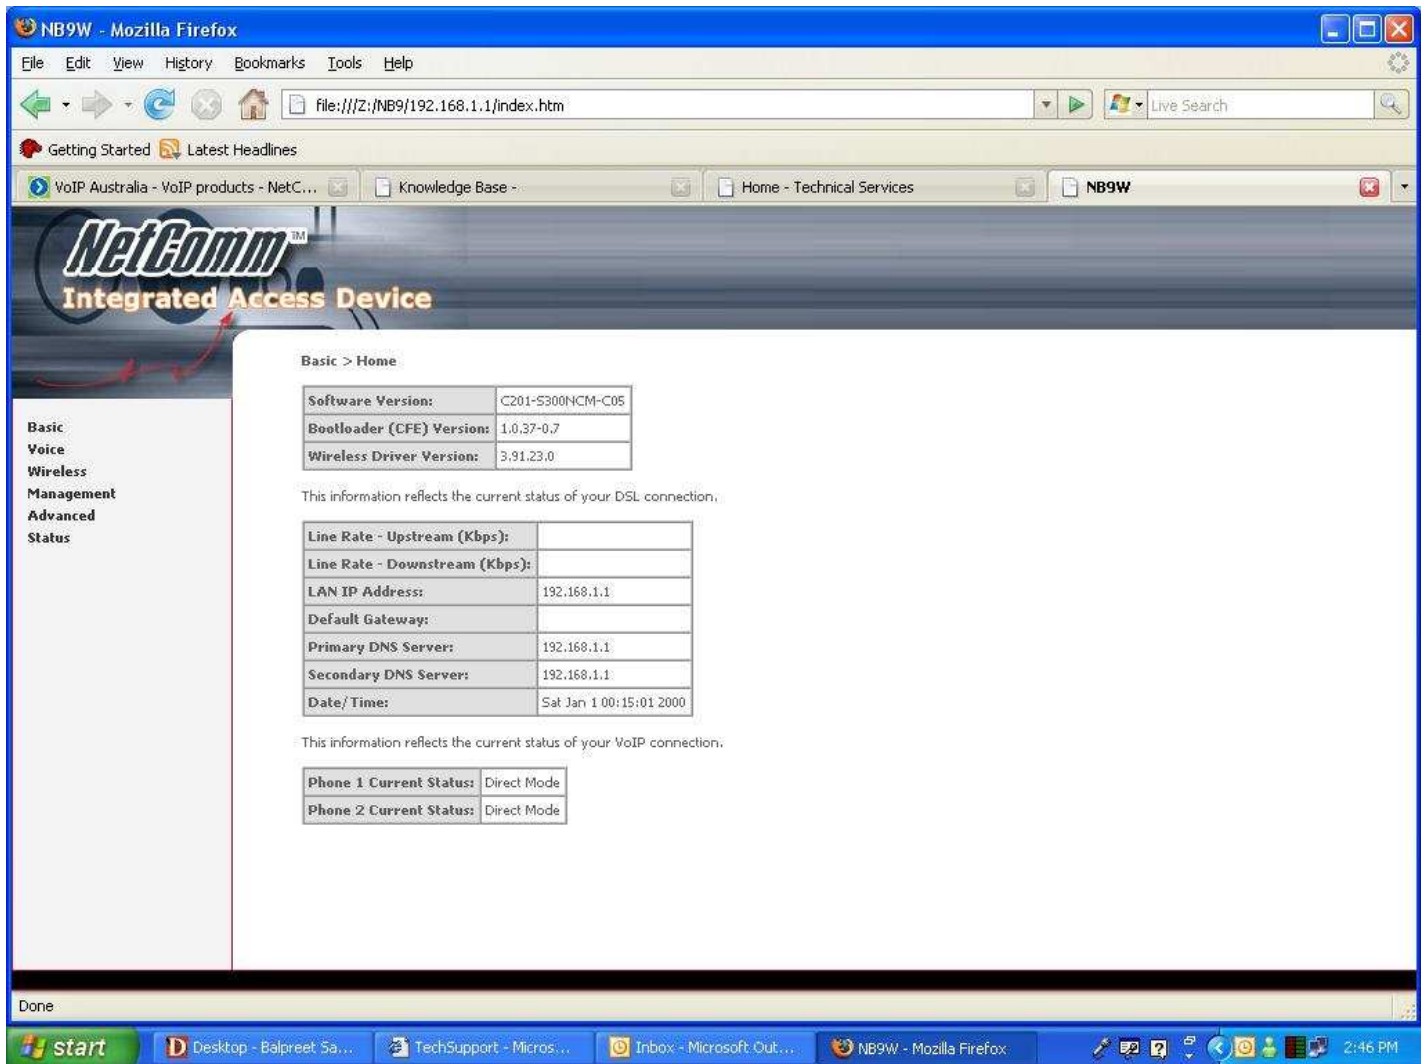 NB9W - Mozilla Firefox
File Edit View History Bookmarks Tools Help
file:///Z:/NB9/192.168.1.1/index.htm
Live Search
Getting Started Latest Headlines
VoIP Australia - VoIP products - NetC... Knowledge Base - Home - Technical Services NB9W
NetComm TM
Integrated Access Device
Basic
Voice
Wireless
Management
Advanced
Status
Basic > Home
Software Version: C201-S300NCM-C05
Bootloader (CFE) Version: 1.0.37-0.7
Wireless Driver Version: 3.91.23.0
This information reflects the current status of your DSL connection.
Line Rate - Upstream (Kbps):
Line Rate - Downstream (Kbps):
LAN IP Address: 192.168.1.1
Default Gateway:
Primary DNS Server: 192.168.1.1
Secondary DNS Server: 192.168.1.1
Date/Time: Sat Jan 1 00:15:01 2000
This information reflects the current status of your VoIP connection.
Phone 1 Current Status: Direct Mode
Phone 2 Current Status: Direct Mode
Done
start Desktop - Balpreet Sa... TechSupport - Micros... Inbox - Microsoft Out... NB9W - Mozilla Firefox 2:46 PM